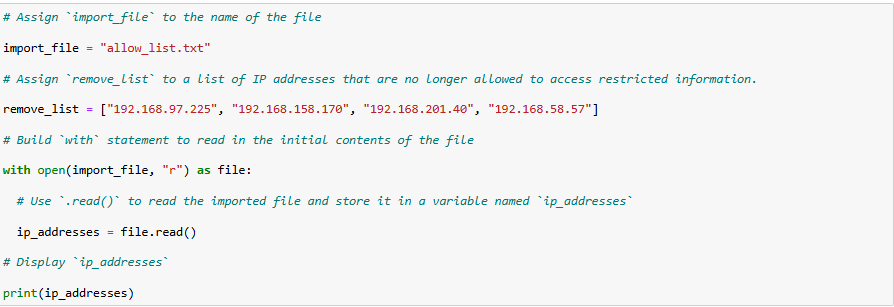 # Assign `import_file` to the name of the file
import_file = "allow_list.txt"
# Assign `remove_list` to a list of IP addresses that are no longer allowed to access restricted information.
remove_list = ["192.168.97.225", "192.168.158.170", "192.168.201.40", "192.168.58.57"]
# Build `with` statement to read in the initial contents of the file
with open(import_file, "r") as file:
  # Use `.read()` to read the imported file and store it in a variable named `ip_addresses`
  ip_addresses = file.read()
# Display `ip_addresses`
print(ip_addresses)